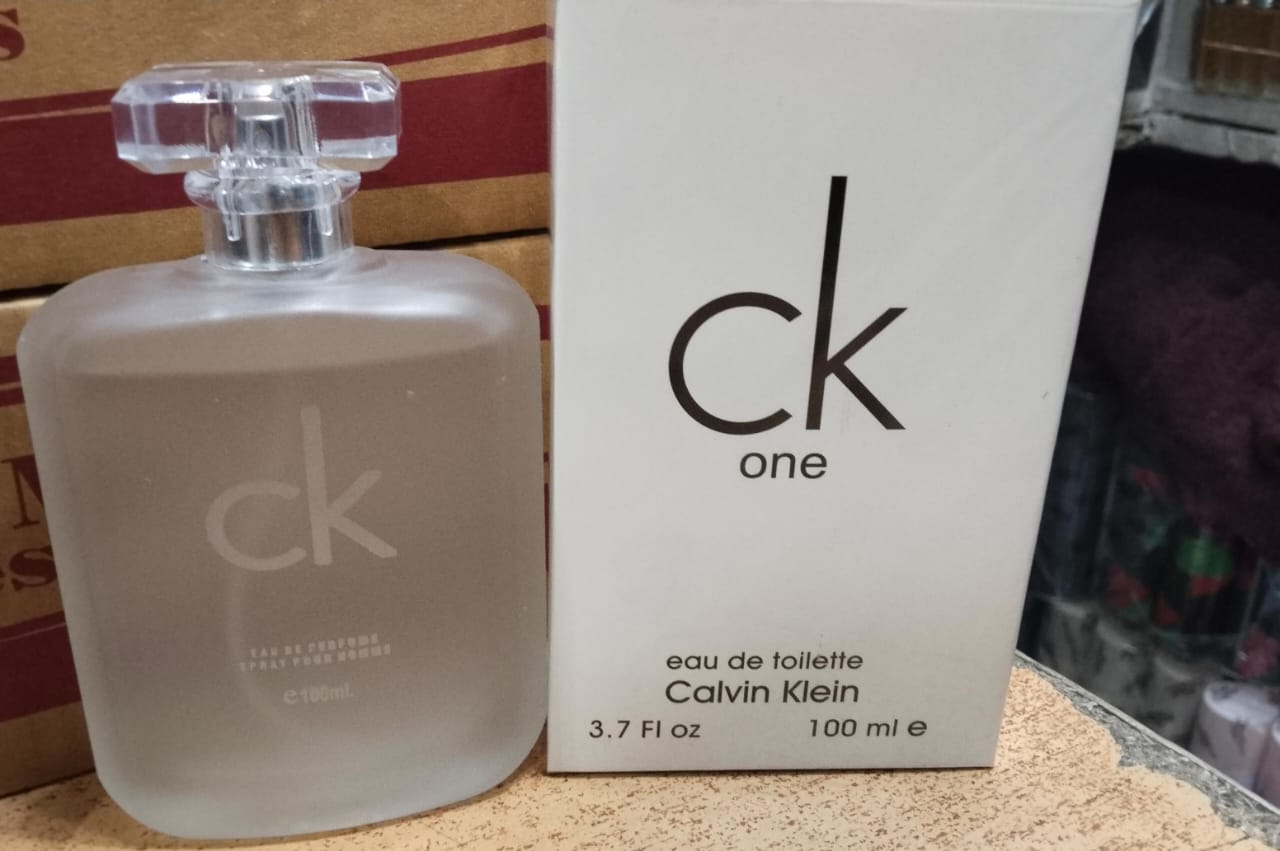 ck
EAU DE PERFUME
SPRAY POUR HOMME
e100ml.
ck
one
eau de toilette
Calvin Klein
3.7 Fl oz 100 ml e